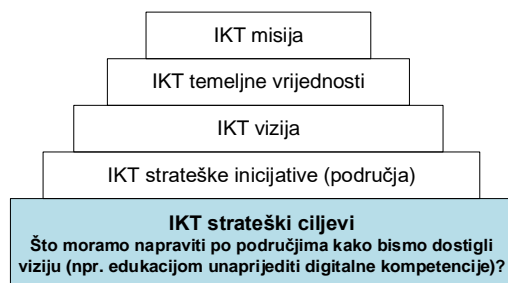 IKT misija
IKT temeljne vrijednosti
IKT vizija
IKT strateške inicijative (područja)
IKT strateški ciljevi
Što moramo napraviti po područjima kako bismo dostigli
viziju (npr. edukacijom unaprijediti digitalne kompetencije)?